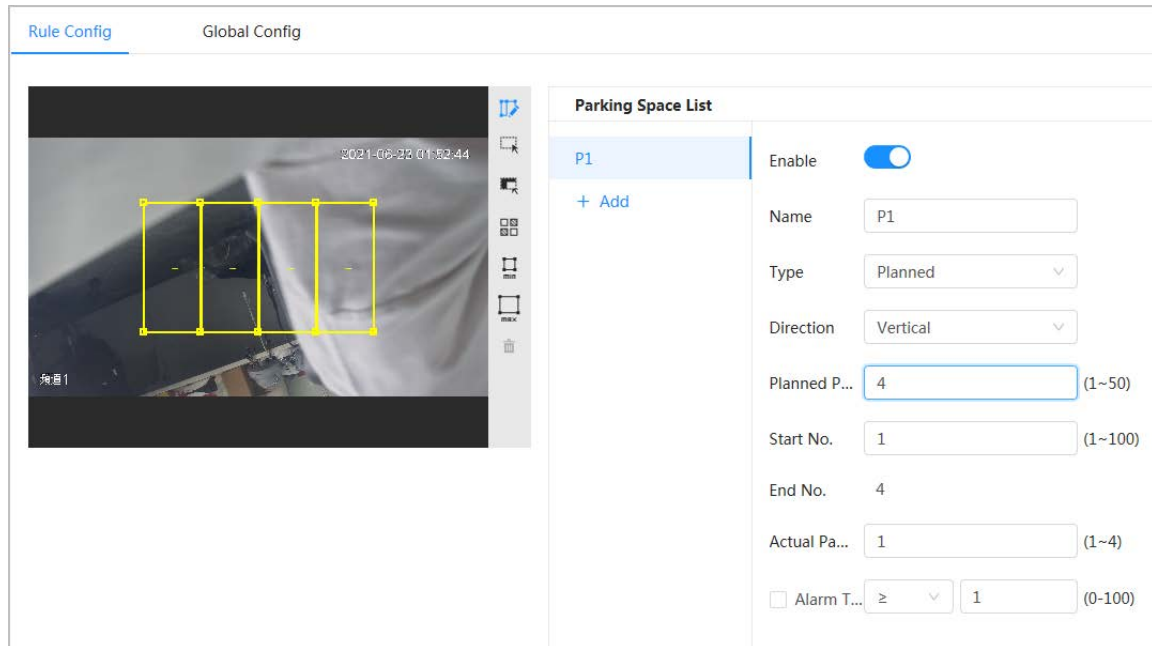 Rule Config
Global Config
2021-06-23 01:52:44
min
max
频道1
Parking Space List
P1
+ Add
Enable
Name P1
Type Planned
Direction Vertical
Planned P... 4 (1~50)
Start No. 1 (1~100)
End No. 4
Actual Pa... 1 (1~4)
Alarm T... ≥ 1 (0-100)